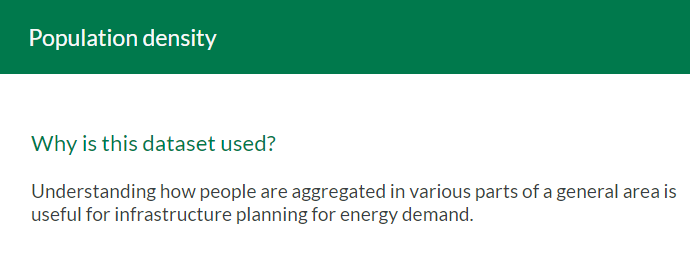 Population density
Why is this dataset used?
Understanding how people are aggregated in various parts of a general area is
useful for infrastructure planning for energy demand.